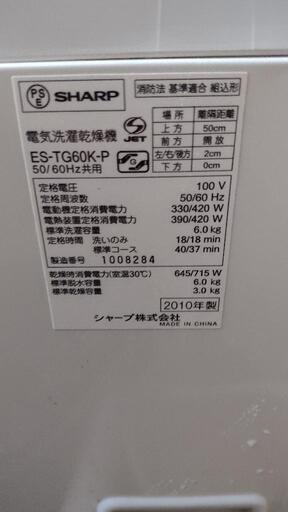 PS E SHARP
電気洗濯乾燥機 S JET
ES-TG60K-P
50/60Hz共用
消防法 基準適合 組込形
場所 離隔距離
上方 50cm
前方 開放
左/右/後方 2cm
下方 0cm
定格電圧 100 V
定格周波数 50/60 Hz
電動機定格消費電力 330/420 W
電熱装置定格消費電力 390/420 W
標準洗濯容量 6.0kg
定格時間 洗いのみ 18/18 min
標準コース 40/37 min
製造番号 1008284
乾燥時消費電力(室温30℃) 645/715 W
標準脱水容量 6.0kg
標準乾燥容量 3.0kg
2010年製
シャープ株式会社
MADE IN CHINA